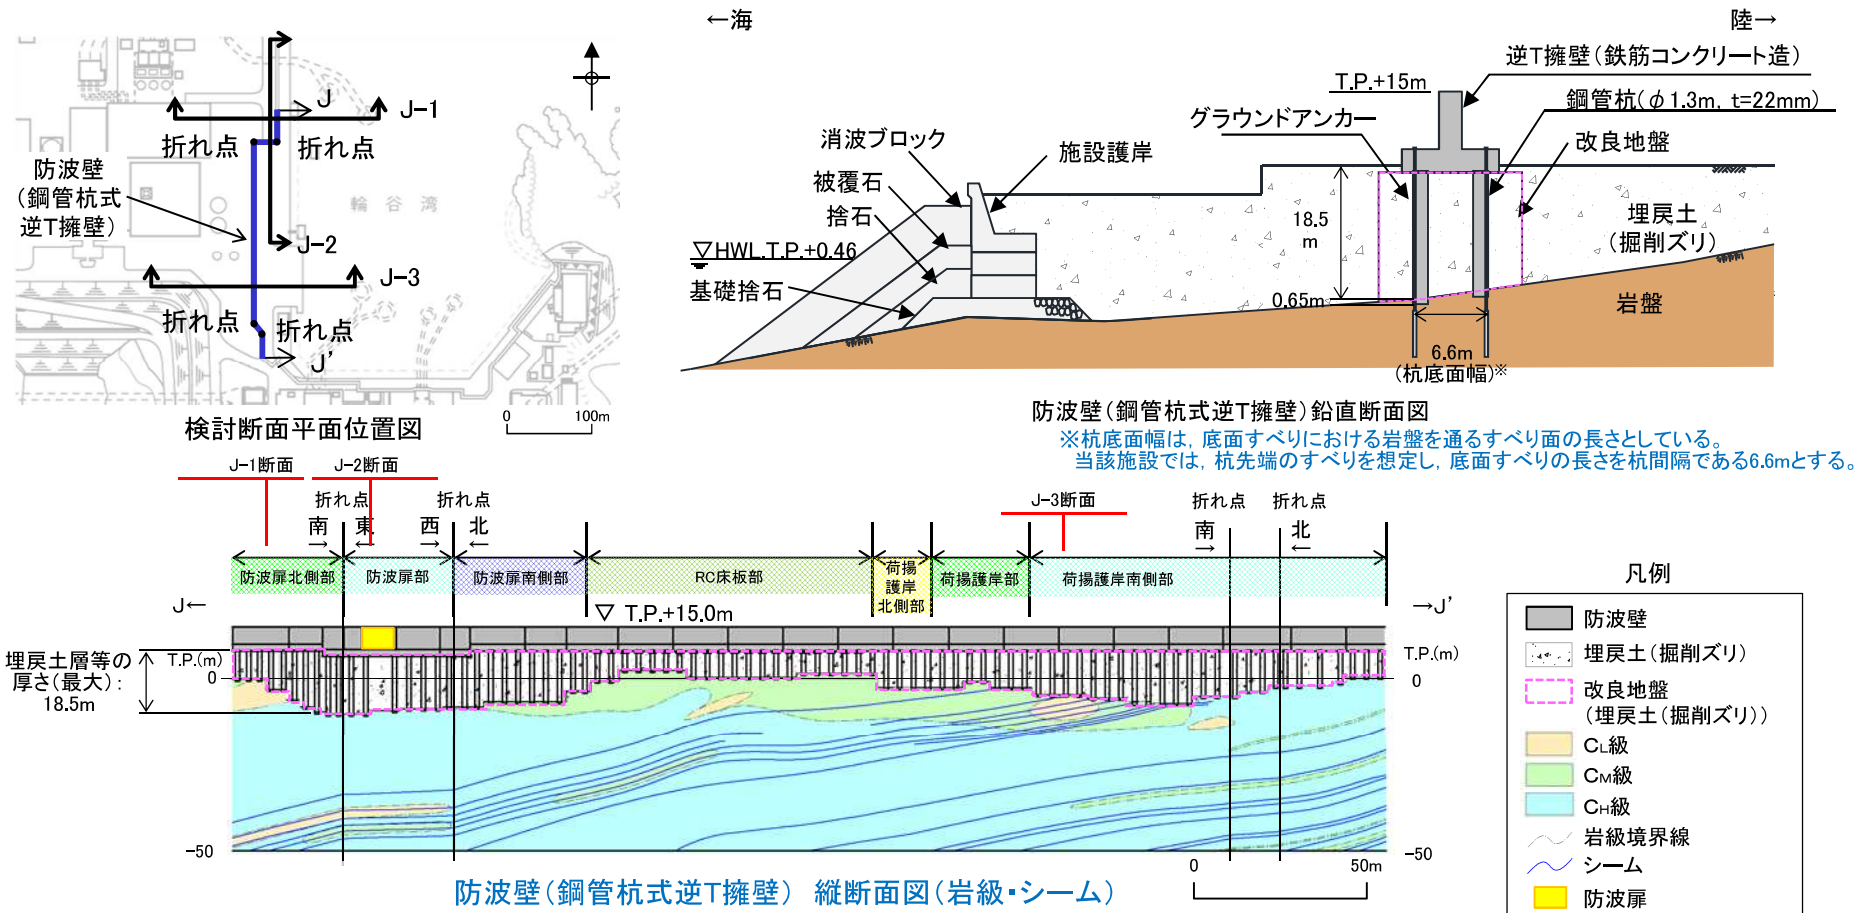 ←海
陸→
J
J-1
折れ点
折れ点
防波壁
(鋼管杭式
逆T擁壁)
輪谷湾
J-2
J-3
折れ点
折れ点
J'
0
100m
検討断面平面位置図
逆T擁壁(鉄筋コンクリート造)
T.P.+15m
鋼管杭(φ1.3m, t=22mm)
グラウンドアンカー
改良地盤
消波ブロック
施設護岸
被覆石
捨石
▽HWL.T.P.+0.46
基礎捨石
18.5
m
埋戻土
(掘削ズリ)
0.65m
岩盤
6.6m
(杭底面幅)※
防波壁(鋼管杭式逆T擁壁)鉛直断面図
※杭底面幅は,底面すべりにおける岩盤を通るすべり面の長さとしている。
当該施設では,杭先端のすべりを想定し,底面すべりの長さを杭間隔である6.6mとする。
J-1断面
J-2断面
J-3断面
折れ点
折れ点
折れ点
折れ点
南
→
東
←
西
→
北
←
南
→
北
←
防波扉北側部
防波扉部
防波扉南側部
RC床板部
荷揚
護岸
北側部
荷揚護岸部
荷揚護岸南側部
J←
▽ T.P.+15.0m
→J'
埋戻土層等の
厚さ(最大):
18.5m
T.P.(m)
0
-50
T.P.(m)
0
-50
0
50m
防波壁(鋼管杭式逆T擁壁) 縦断面図(岩級・シーム)
凡例
防波壁
埋戻土(掘削ズリ)
改良地盤
(埋戻土(掘削ズリ))
CL級
CM級
CH級
岩級境界線
シーム
防波扉